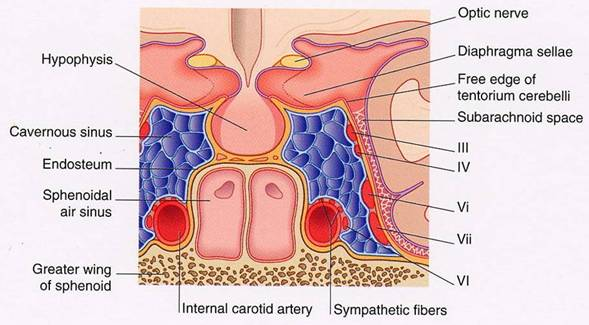 Optic nerve
Hypophysis
Diaphragma sellae
Free edge of
tentorium cerebelli
Subarachnoid space
Cavernous sinus
III
IV
Endosteum
Sphenoidal
air sinus
Vi
Vii
Greater wing
of sphenoid
VI
Internal carotid artery
Sympathetic fibers